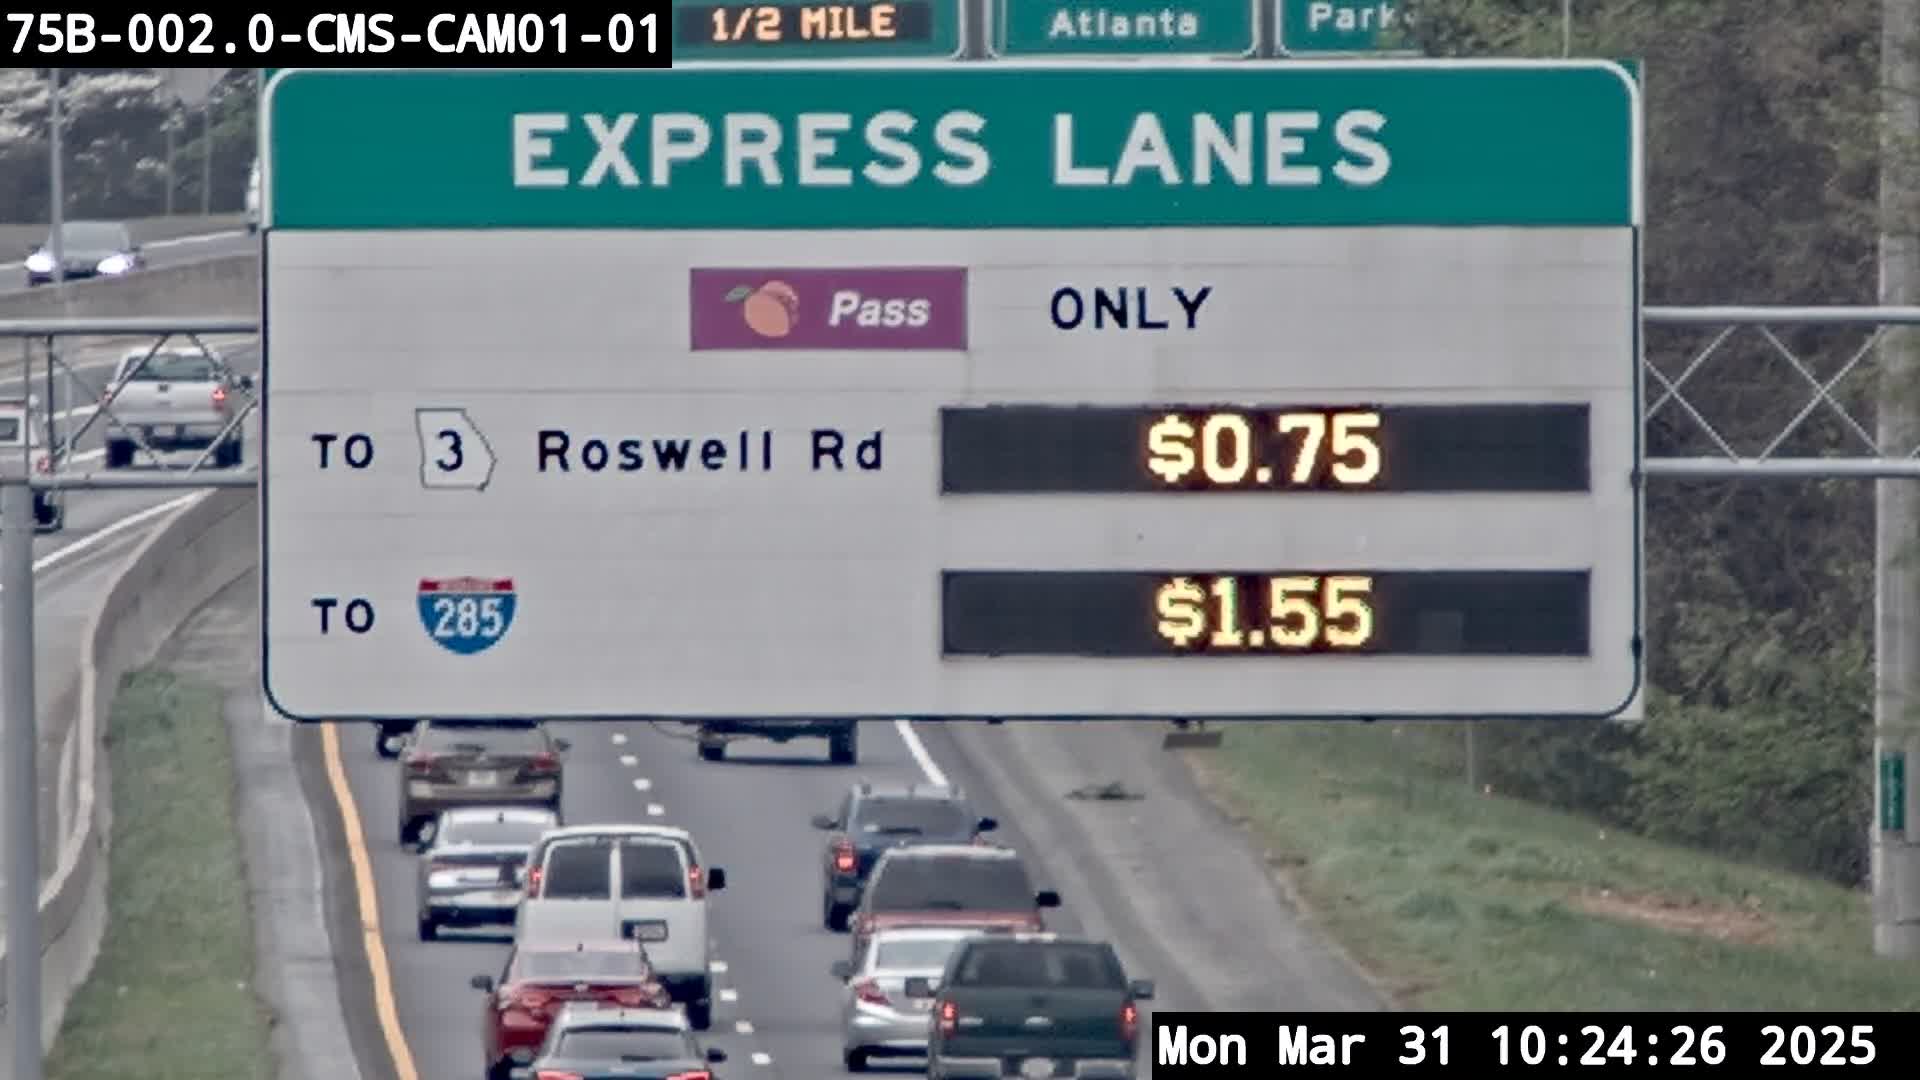 75B-002.0-CMS-CAM01-01
1/2 MILE
Atlanta
Park
EXPRESS LANES
Pass ONLY
TO 3 Roswell Rd $0.75
TO 285 $1.55
Mon Mar 31 10:24:26 2025